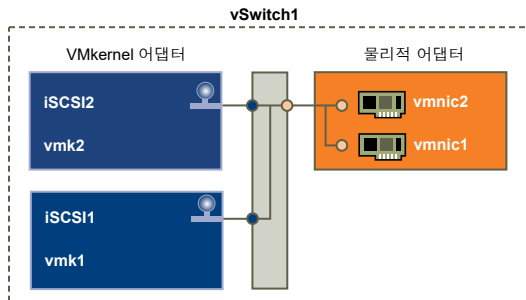 vSwitch1
VMkernel 어댑터
물리적 어댑터
iSCSI2
vmk2
vmnic2
vmnic1
iSCSI1
vmk1